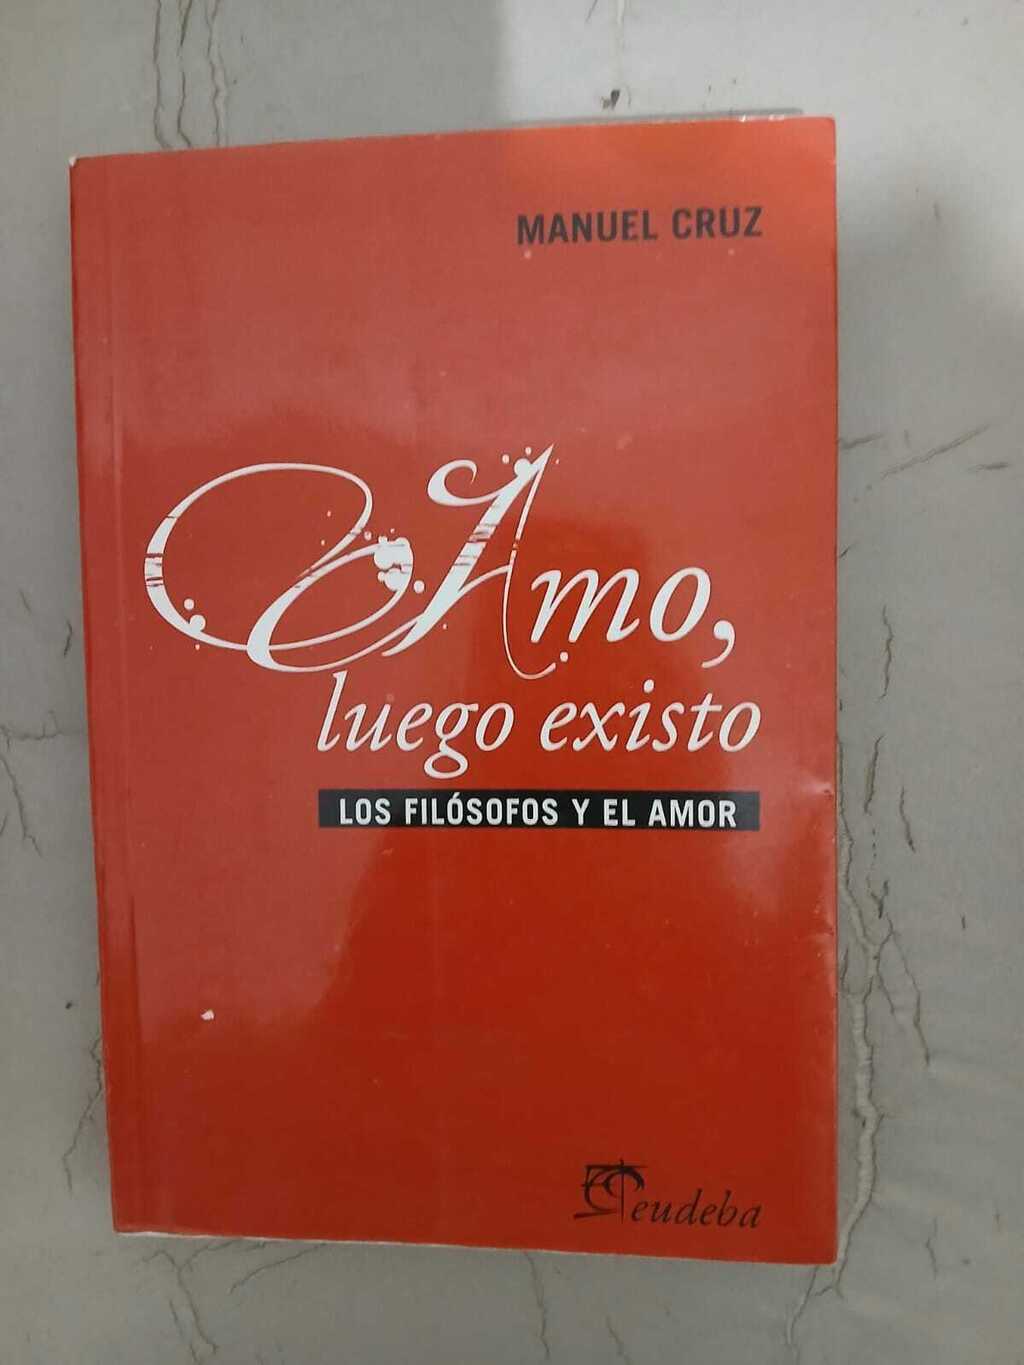 MANUEL CRUZ
Amo,
luego existo
LOS FILÓSOFOS Y EL AMOR
eudeba